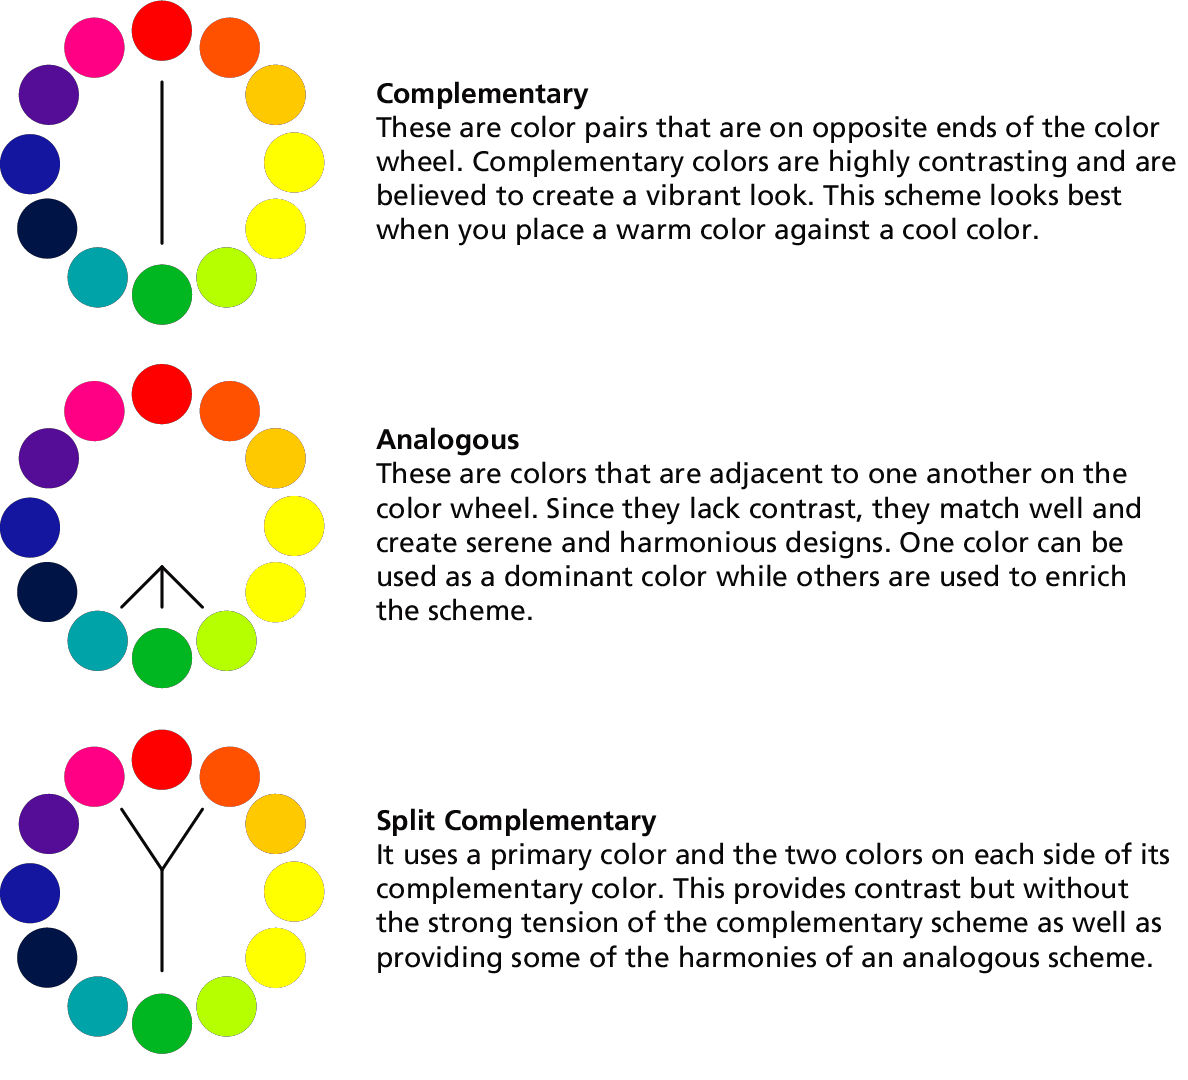 Complementary
These are color pairs that are on opposite ends of the color
wheel. Complementary colors are highly contrasting and are
believed to create a vibrant look. This scheme looks best
when you place a warm color against a cool color.
Analogous
These are colors that are adjacent to one another on the
color wheel. Since they lack contrast, they match well and
create serene and harmonious designs. One color can be
used as a dominant color while others are used to enrich
the scheme.
Split Complementary
It uses a primary color and the two colors on each side of its
complementary color. This provides contrast but without
the strong tension of the complementary scheme as well as
providing some of the harmonies of an analogous scheme.